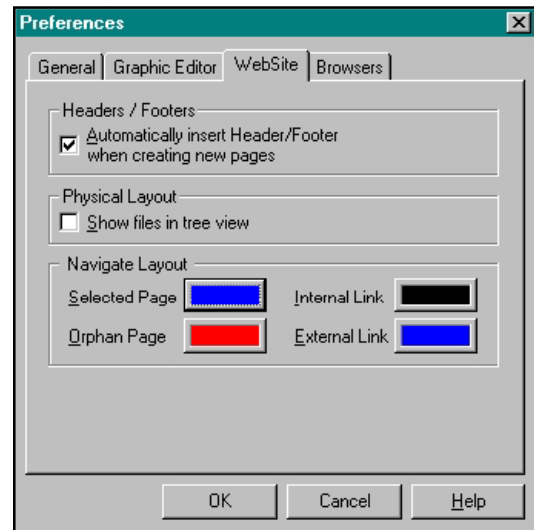 Preferences
General Graphic Editor WebSite Browsers
Headers / Footers
Automatically insert Header/Footer
when creating new pages
Physical Layout
Show files in tree view
Navigate Layout
Selected Page Internal Link
Orphan Page External Link
OK Cancel Help